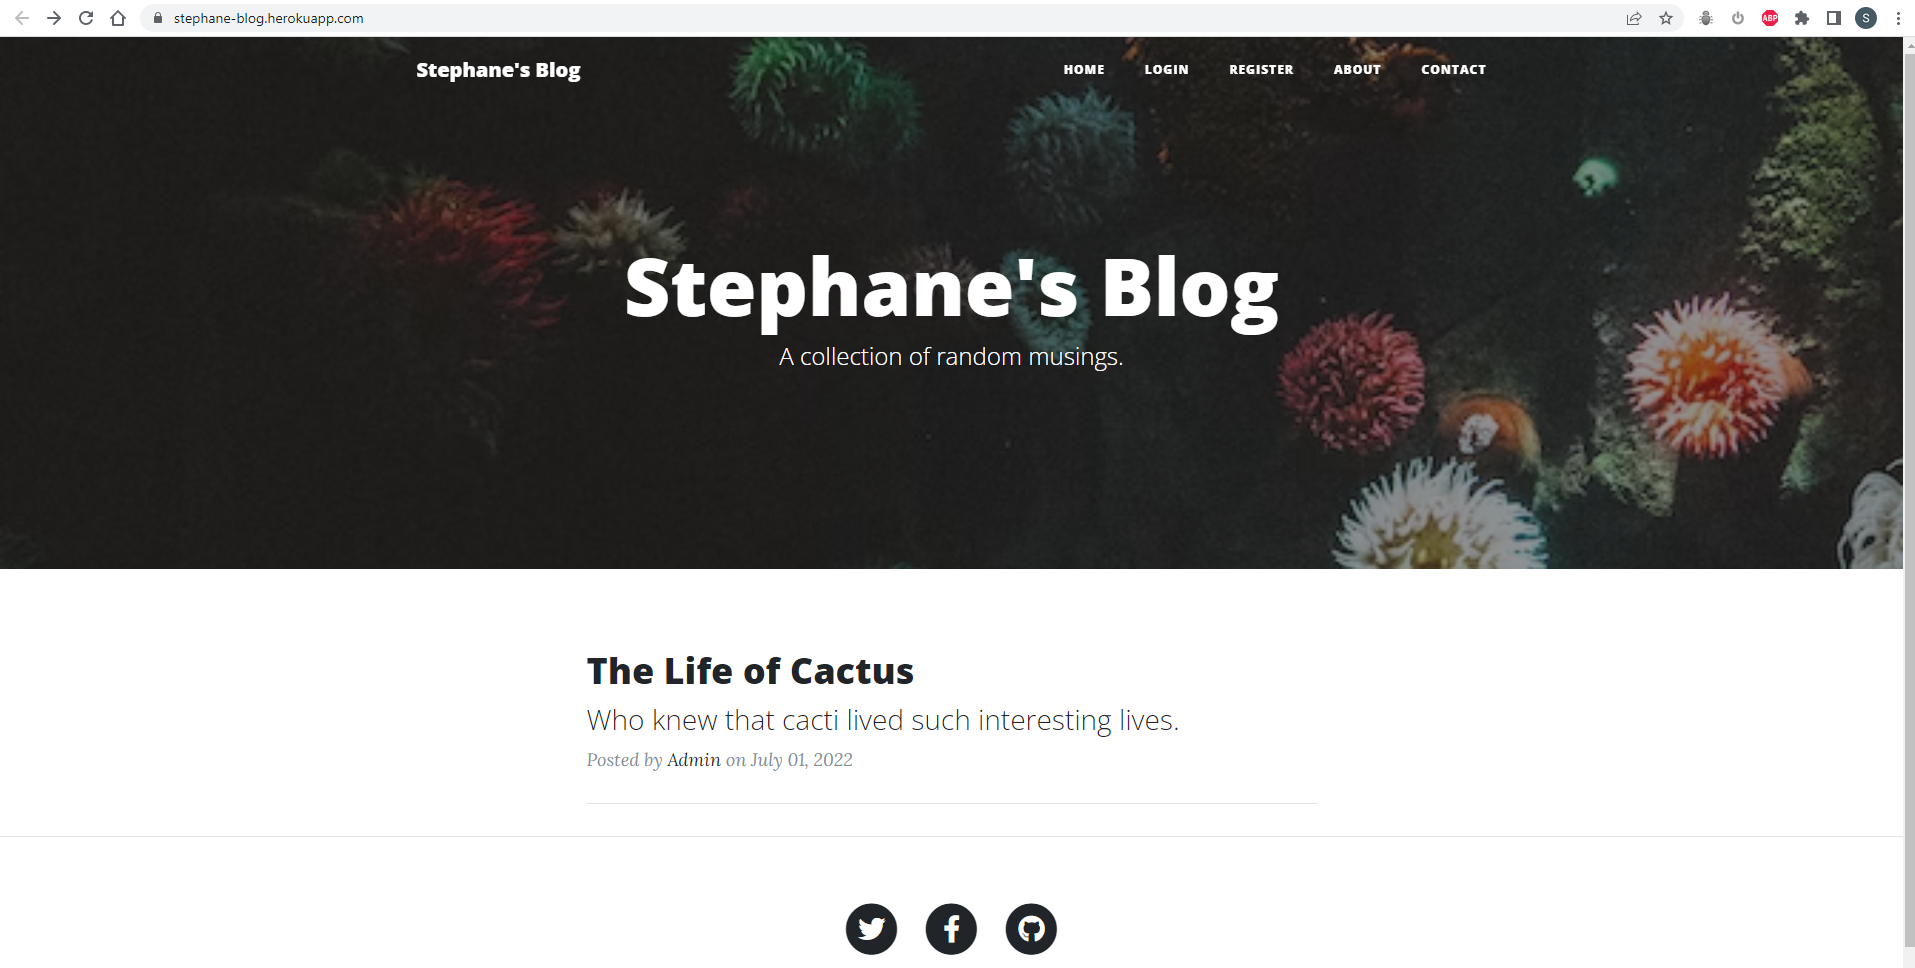 stephane-blog.herokuapp.com
ABP
S
Stephane's Blog
HOME LOGIN REGISTER ABOUT CONTACT
Stephane's Blog
A collection of random musings.
The Life of Cactus
Who knew that cacti lived such interesting lives.
Posted by Admin on July 01, 2022